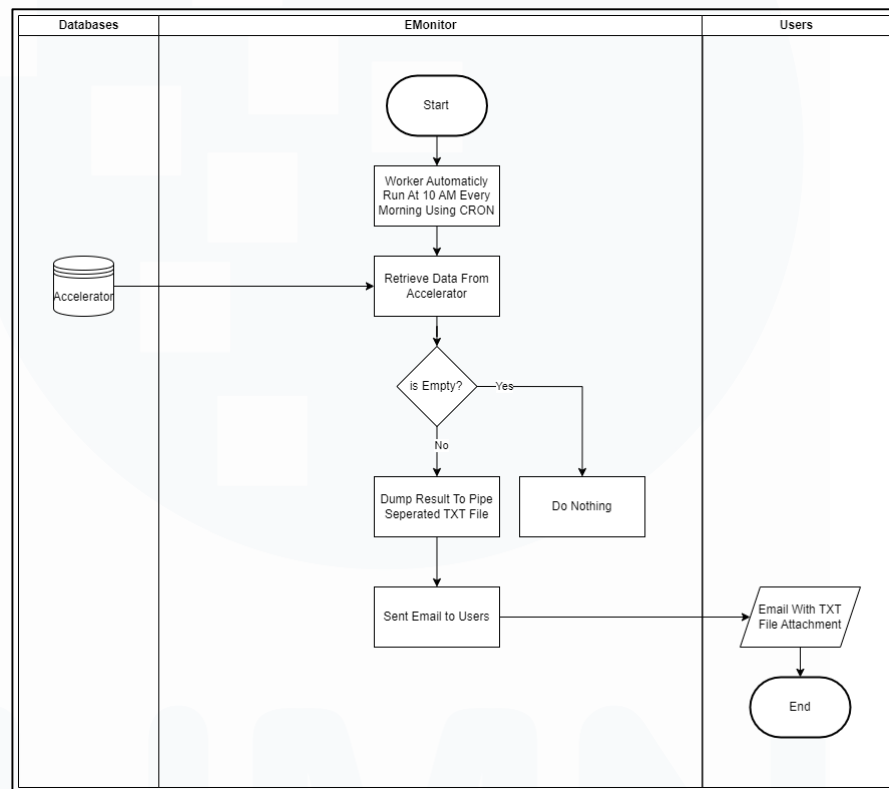 Databases
EMonitor
Users
Start
Worker Automaticly
Run At 10 AM Every
Morning Using CRON
Accelerator
Retrieve Data From
Accelerator
is Empty?
Yes
No
Dump Result To Pipe
Seperated TXT File
Do Nothing
Sent Email to Users
Email With TXT
File Attachment
End